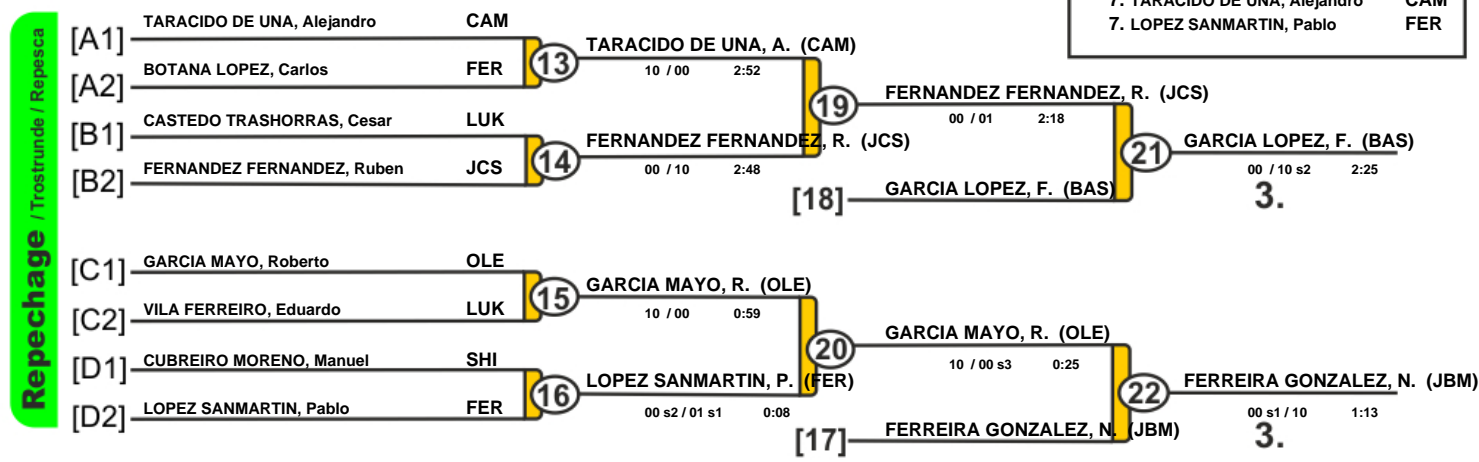 7. TARACIDO DE UNA, Alejandro CAM
7. LOPEZ SANMARTIN, Pablo FER
Repechage / Trostrunde / Repesca
[A1] TARACIDO DE UNA, Alejandro CAM
[A2] BOTANA LOPEZ, Carlos FER
13
TARACIDO DE UNA, A. (CAM)
10 / 00 2:52
[B1] CASTEDO TRASHORRAS, Cesar LUK
[B2] FERNANDEZ FERNANDEZ, Ruben JCS
14
FERNANDEZ FERNANDEZ, R. (JCS)
00 / 10 2:48
19
FERNANDEZ FERNANDEZ, R. (JCS)
00 / 01 2:18
[18] GARCIA LOPEZ, F. (BAS)
21
GARCIA LOPEZ, F. (BAS)
00 / 10 s2 2:25
3.
[C1] GARCIA MAYO, Roberto OLE
[C2] VILA FERREIRO, Eduardo LUK
15
GARCIA MAYO, R. (OLE)
10 / 00 0:59
[D1] CUBREIRO MORENO, Manuel SHI
[D2] LOPEZ SANMARTIN, Pablo FER
16
LOPEZ SANMARTIN, P. (FER)
00 s2 / 01 s1 0:08
20
GARCIA MAYO, R. (OLE)
10 / 00 s3 0:25
[17] FERREIRA GONZALEZ, N. (JBM)
22
FERREIRA GONZALEZ, N. (JBM)
00 s1 / 10 1:13
3.